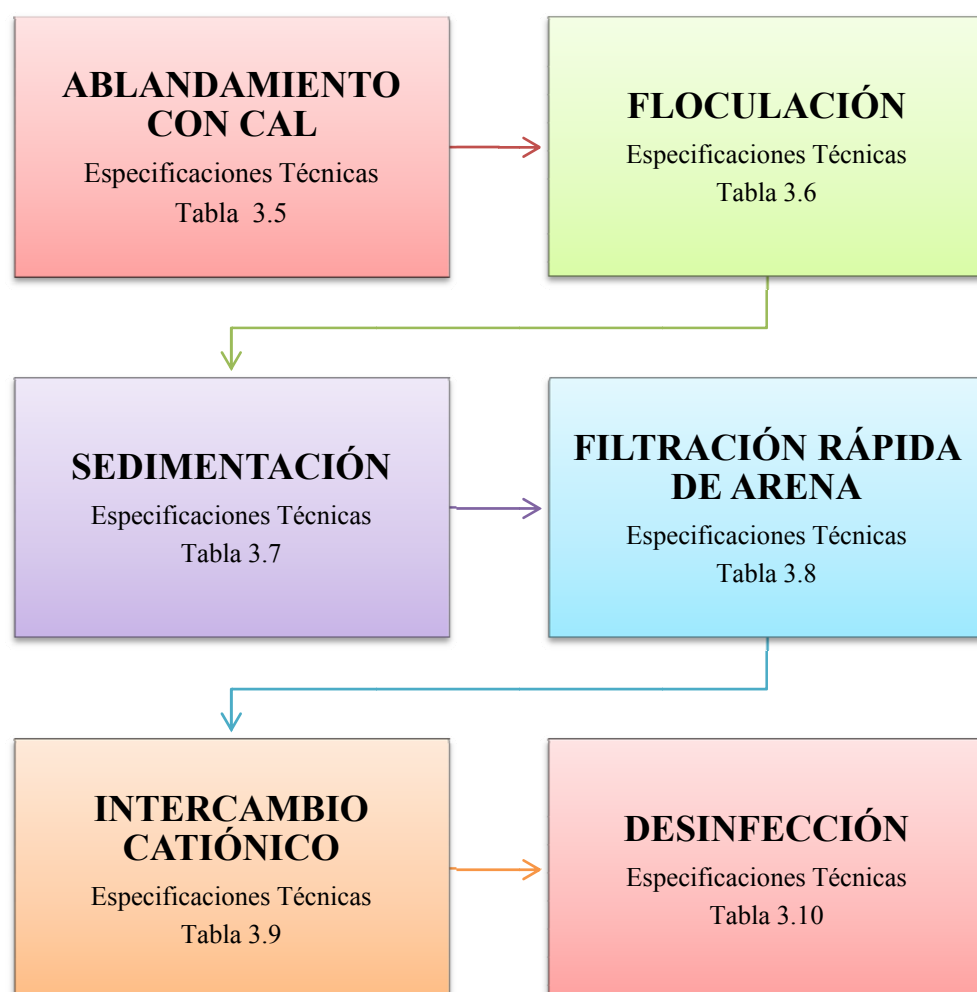 ABLANDAMIENTO
CON CAL
Especificaciones Técnicas
Tabla 3.5
FLOCULACIÓN
Especificaciones Técnicas
Tabla 3.6
SEDIMENTACIÓN
Especificaciones Técnicas
Tabla 3.7
FILTRACIÓN RÁPIDA
DE ARENA
Especificaciones Técnicas
Tabla 3.8
INTERCAMBIO
CATIÓNICO
Especificaciones Técnicas
Tabla 3.9
DESINFECCIÓN
Especificaciones Técnicas
Tabla 3.10